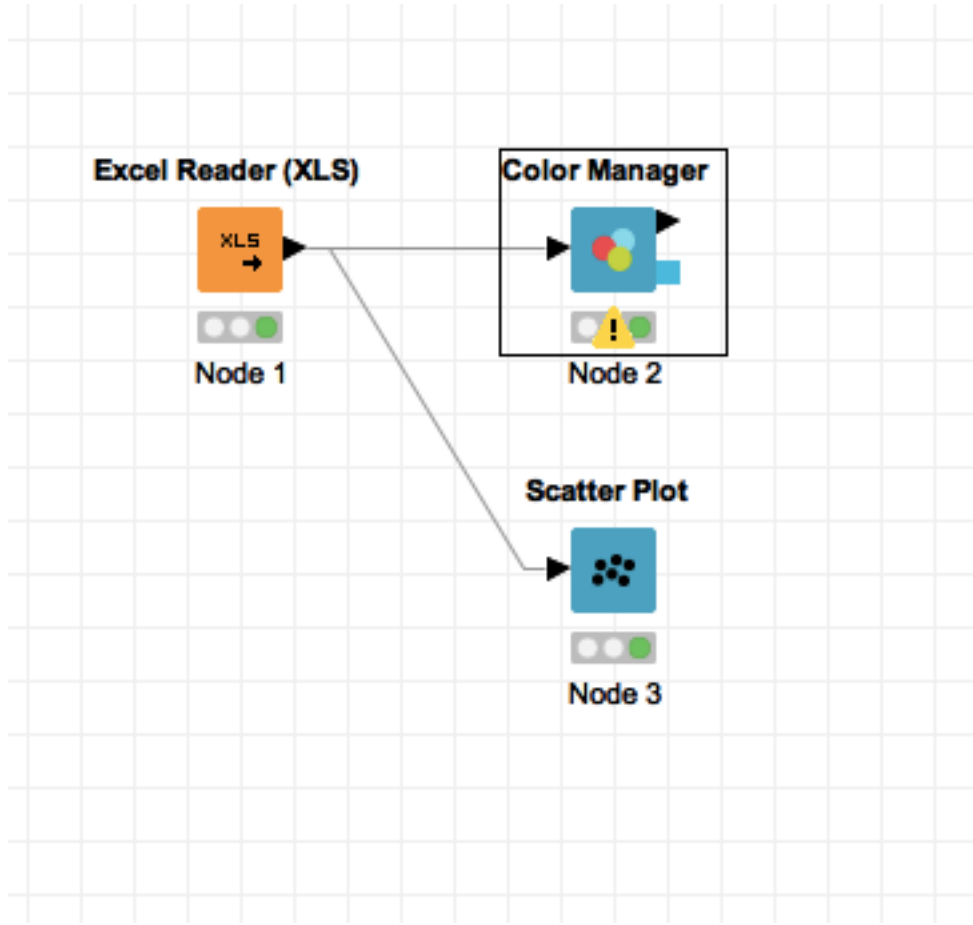 Excel Reader (XLS)
Color Manager
XLS
!
Node 1
Node 2
Scatter Plot
Node 3